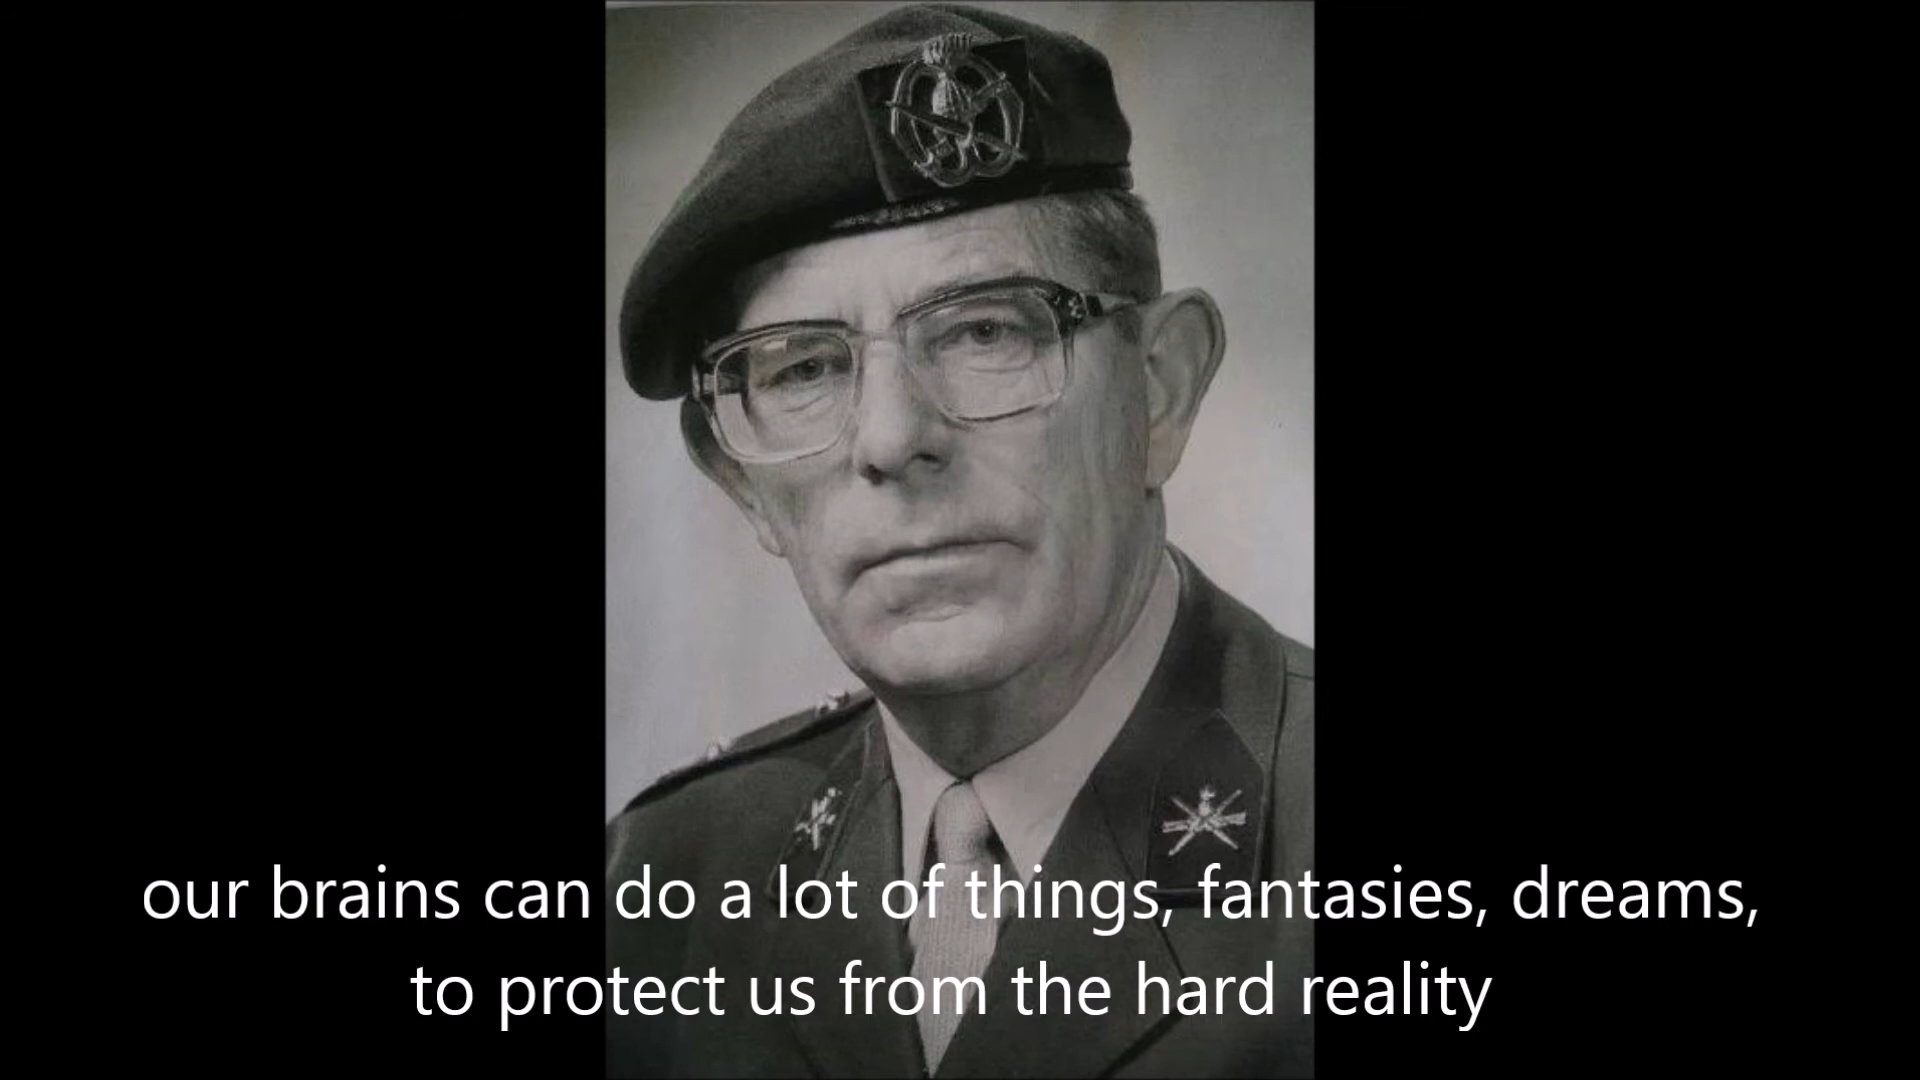 our brains can do a lot of things, fantasies, dreams,
to protect us from the hard reality